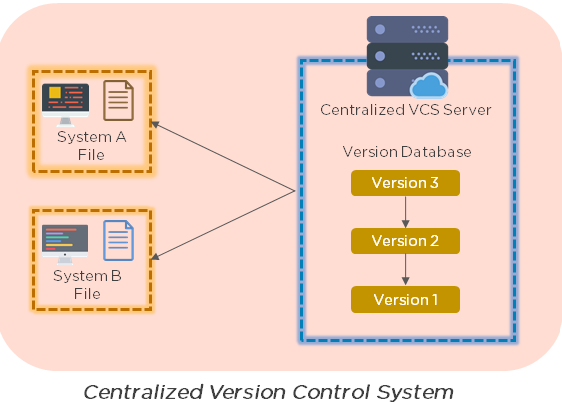 Centralized VCS Server
Version Database
Version 3
Version 2
Version 1
System A
File
System B
File
Centralized Version Control System